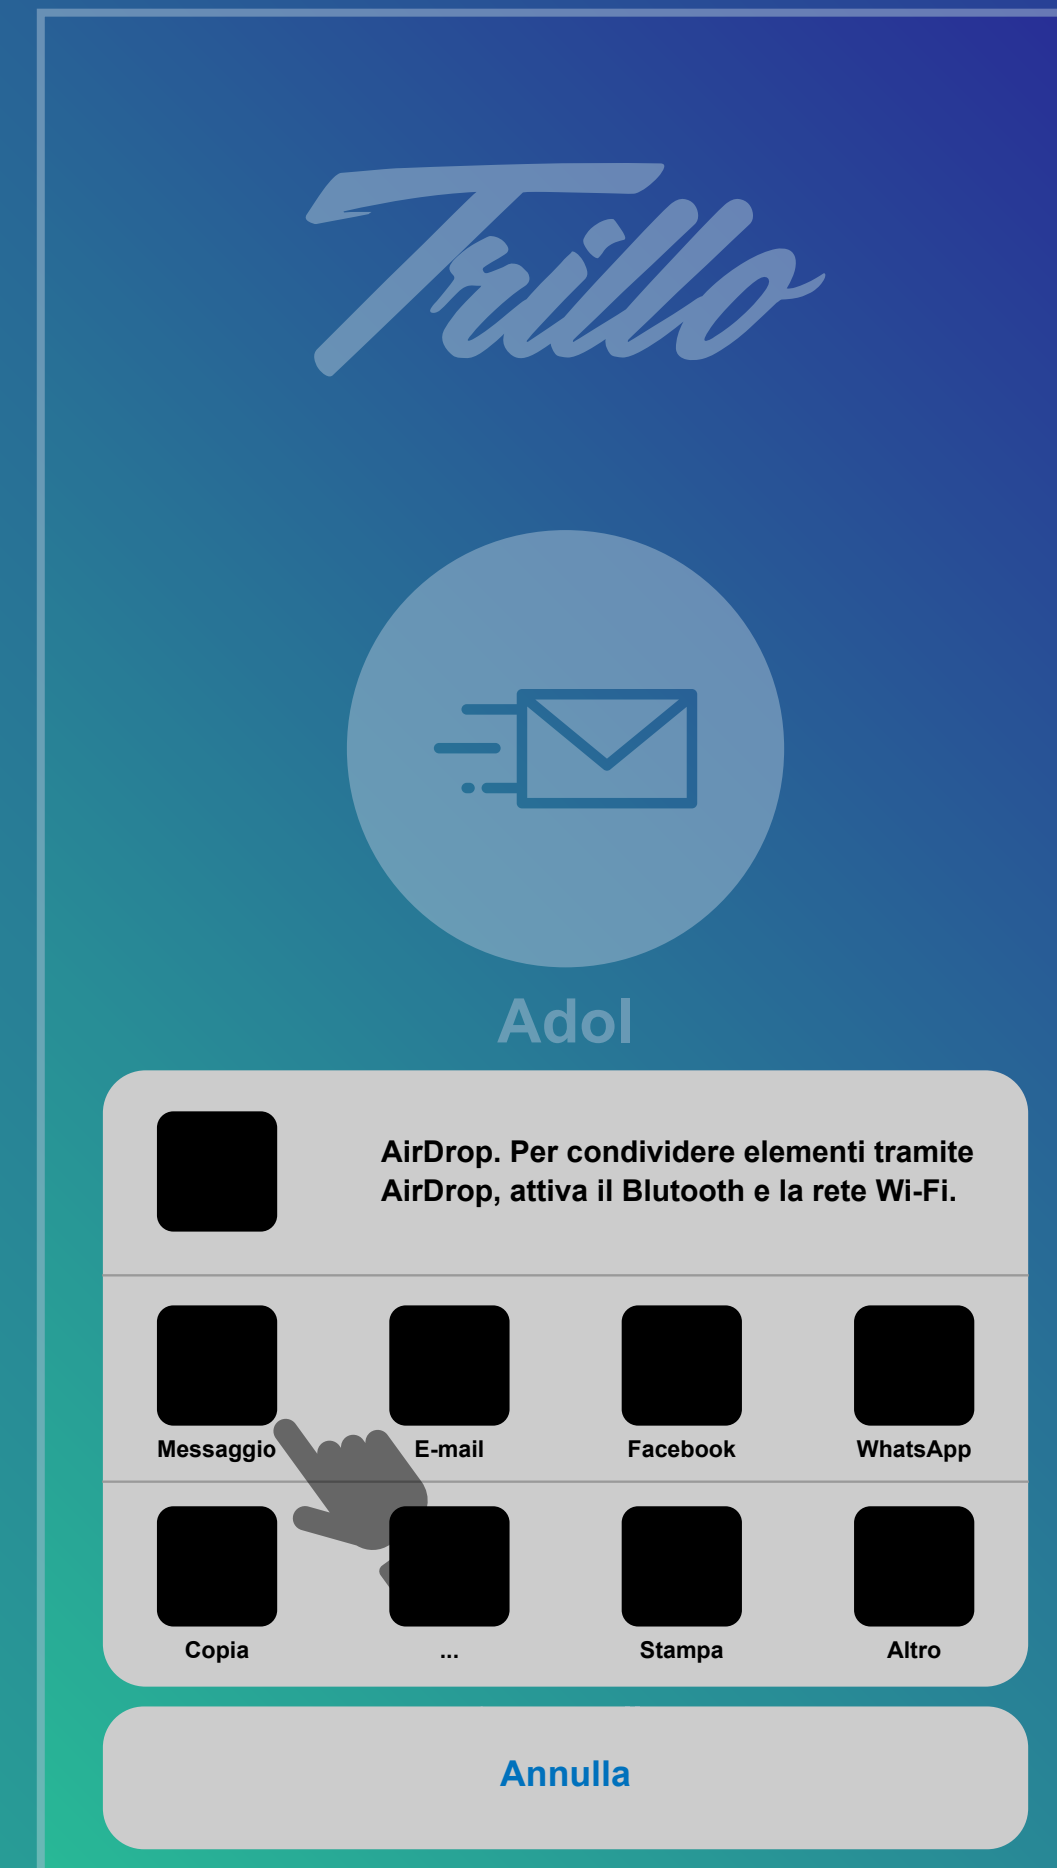 Trillo
Adol
AirDrop. Per condividere elementi tramite
AirDrop, attiva il Blutooth e la rete Wi-Fi.
Messaggio
E-mail
Facebook
WhatsApp
Copia
...
Stampa
Altro
Annulla